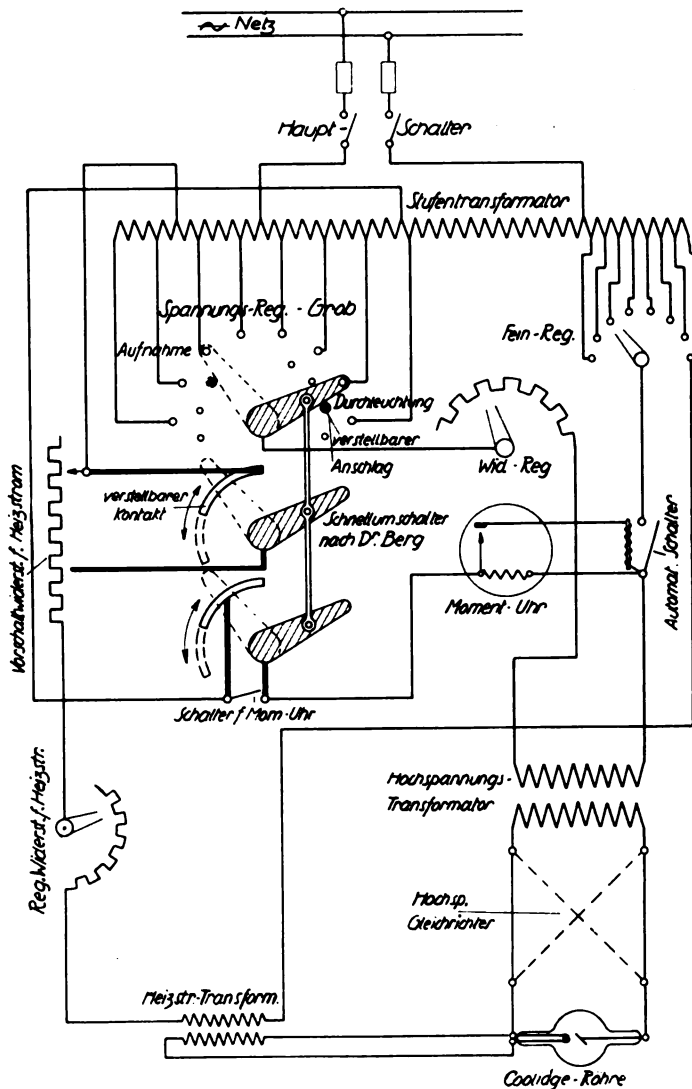 ~ Netz
Haupt- Schalter
Stufentransformator
Spannungs-Reg. - Grob
Aufnahme
Fein-Reg.
Durchleuchtung
verstellbarer
Anschlag
Wid.-Reg
verstellbarer
Kontakt
Schnellumschalter
nach Dr. Berg
Vorschaltwiderst. f. Heizstrom
Moment-Uhr
Automat. Schalter
Schalter f. Mom.-Uhr
Hochspannungs-
Transformator
Reg. Widerst. f. Heizstr.
Hochsp.
Gleichrichter
Heizstr.-Transform.
Coolidge-Röhre